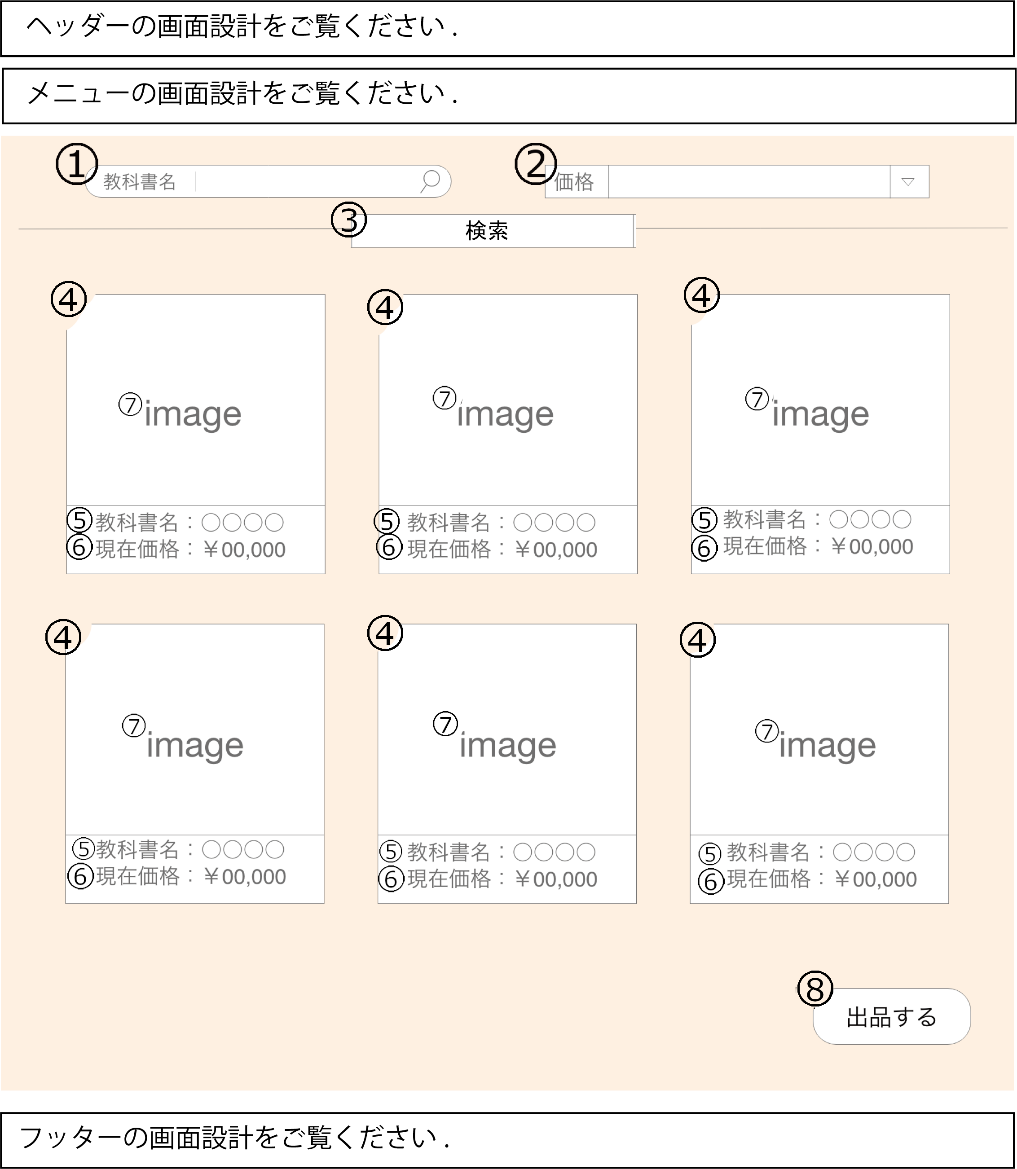 ヘッダーの画面設計をご覧ください．
メニューの画面設計をご覧ください．
① 教科書名
② 価格
③ 検索
④ ④ ④
⑦image ⑦image ⑦image
⑤教科書名：○○○○ ⑤教科書名：○○○○ ⑤教科書名：○○○○
⑥現在価格：￥00,000 ⑥現在価格：￥00,000 ⑥現在価格：￥00,000
④ ④ ④
⑦image ⑦image ⑦image
⑤教科書名：○○○○ ⑤教科書名：○○○○ ⑤教科書名：○○○○
⑥現在価格：￥00,000 ⑥現在価格：￥00,000 ⑥現在価格：￥00,000
⑧ 出品する
フッターの画面設計をご覧ください．